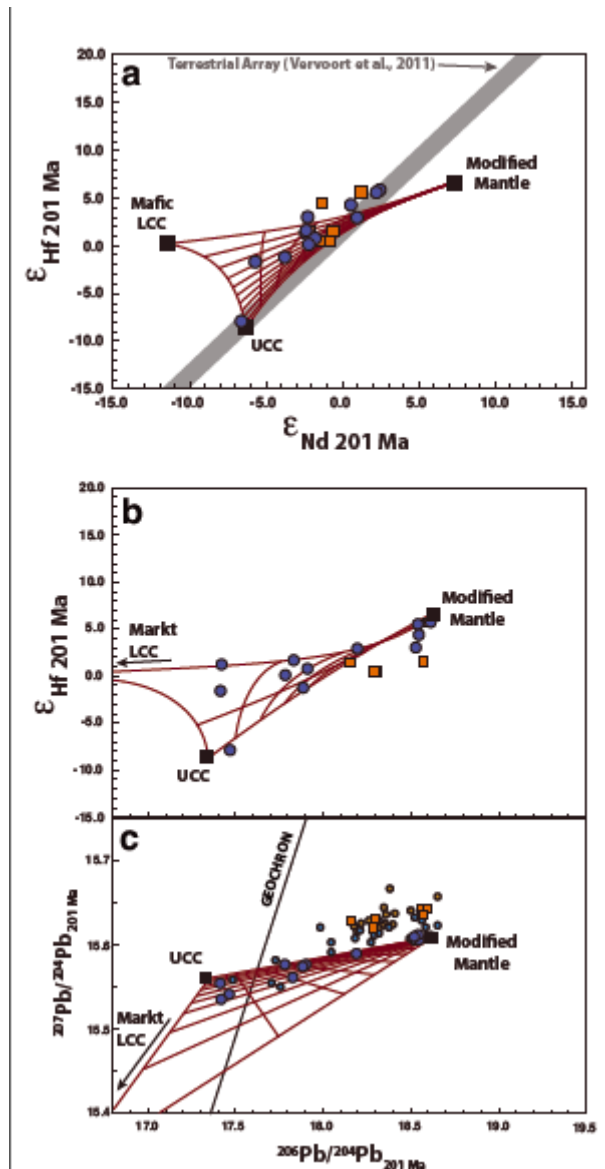 20.0
a
Terrestrial Array (Vervoort et al., 2011)
15.0
10.0
Modified
Mantle
5.0
Mafic
LCC
0.0
-5.0
UCC
-10.0
-15.0
-15.0 -10.0 -5.0 0.0 5.0 10.0 15.0
εHf 201 Ma
εNd 201 Ma
20.0
b
15.0
10.0
Modified
Mantle
5.0
Markt
LCC
0.0
-5.0
UCC
-10.0
-15.0
εHf 201 Ma
c
15.7
GEOCHRON
15.6
UCC
Modified
Mantle
Markt
LCC
15.5
15.4
17.0 17.5 18.0 18.5 19.0 19.5
207Pb/204Pb201 Ma
206Pb/204Pb201 Ma